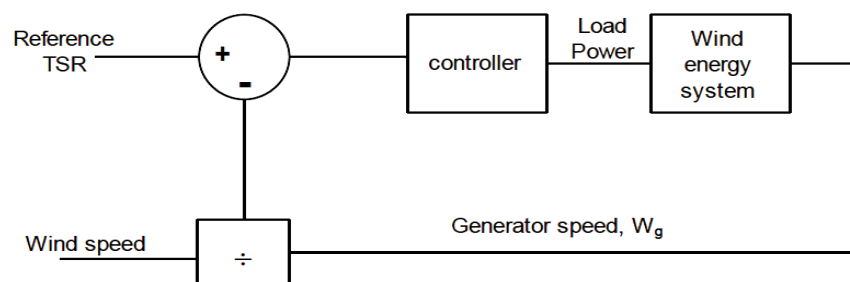 Reference
TSR
+
-
controller
Load
Power
Wind
energy
system
Wind speed
÷
Generator speed, Wg